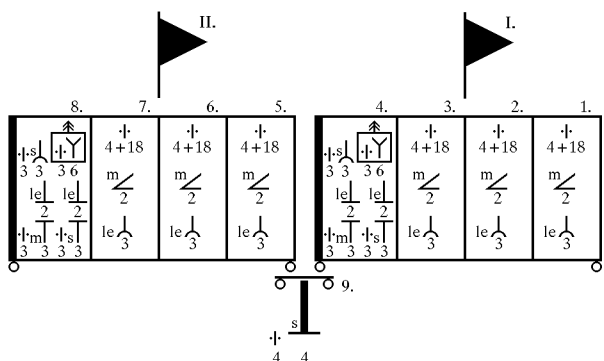 II. I.
8. 7. 6. 5. 4. 3. 2. 1.
s 4+18 4+18 4+18 s 4+18 4+18 4+18
3 3 3 6 m m m 3 3 3 6 m m m
le le 2 2 2 le le 2 2 2
2 2 le le le 2 2 le le le
m s 3 3 3 m s 3 3 3
3 3 3 3 3 3 3 3
9.
s
4 4